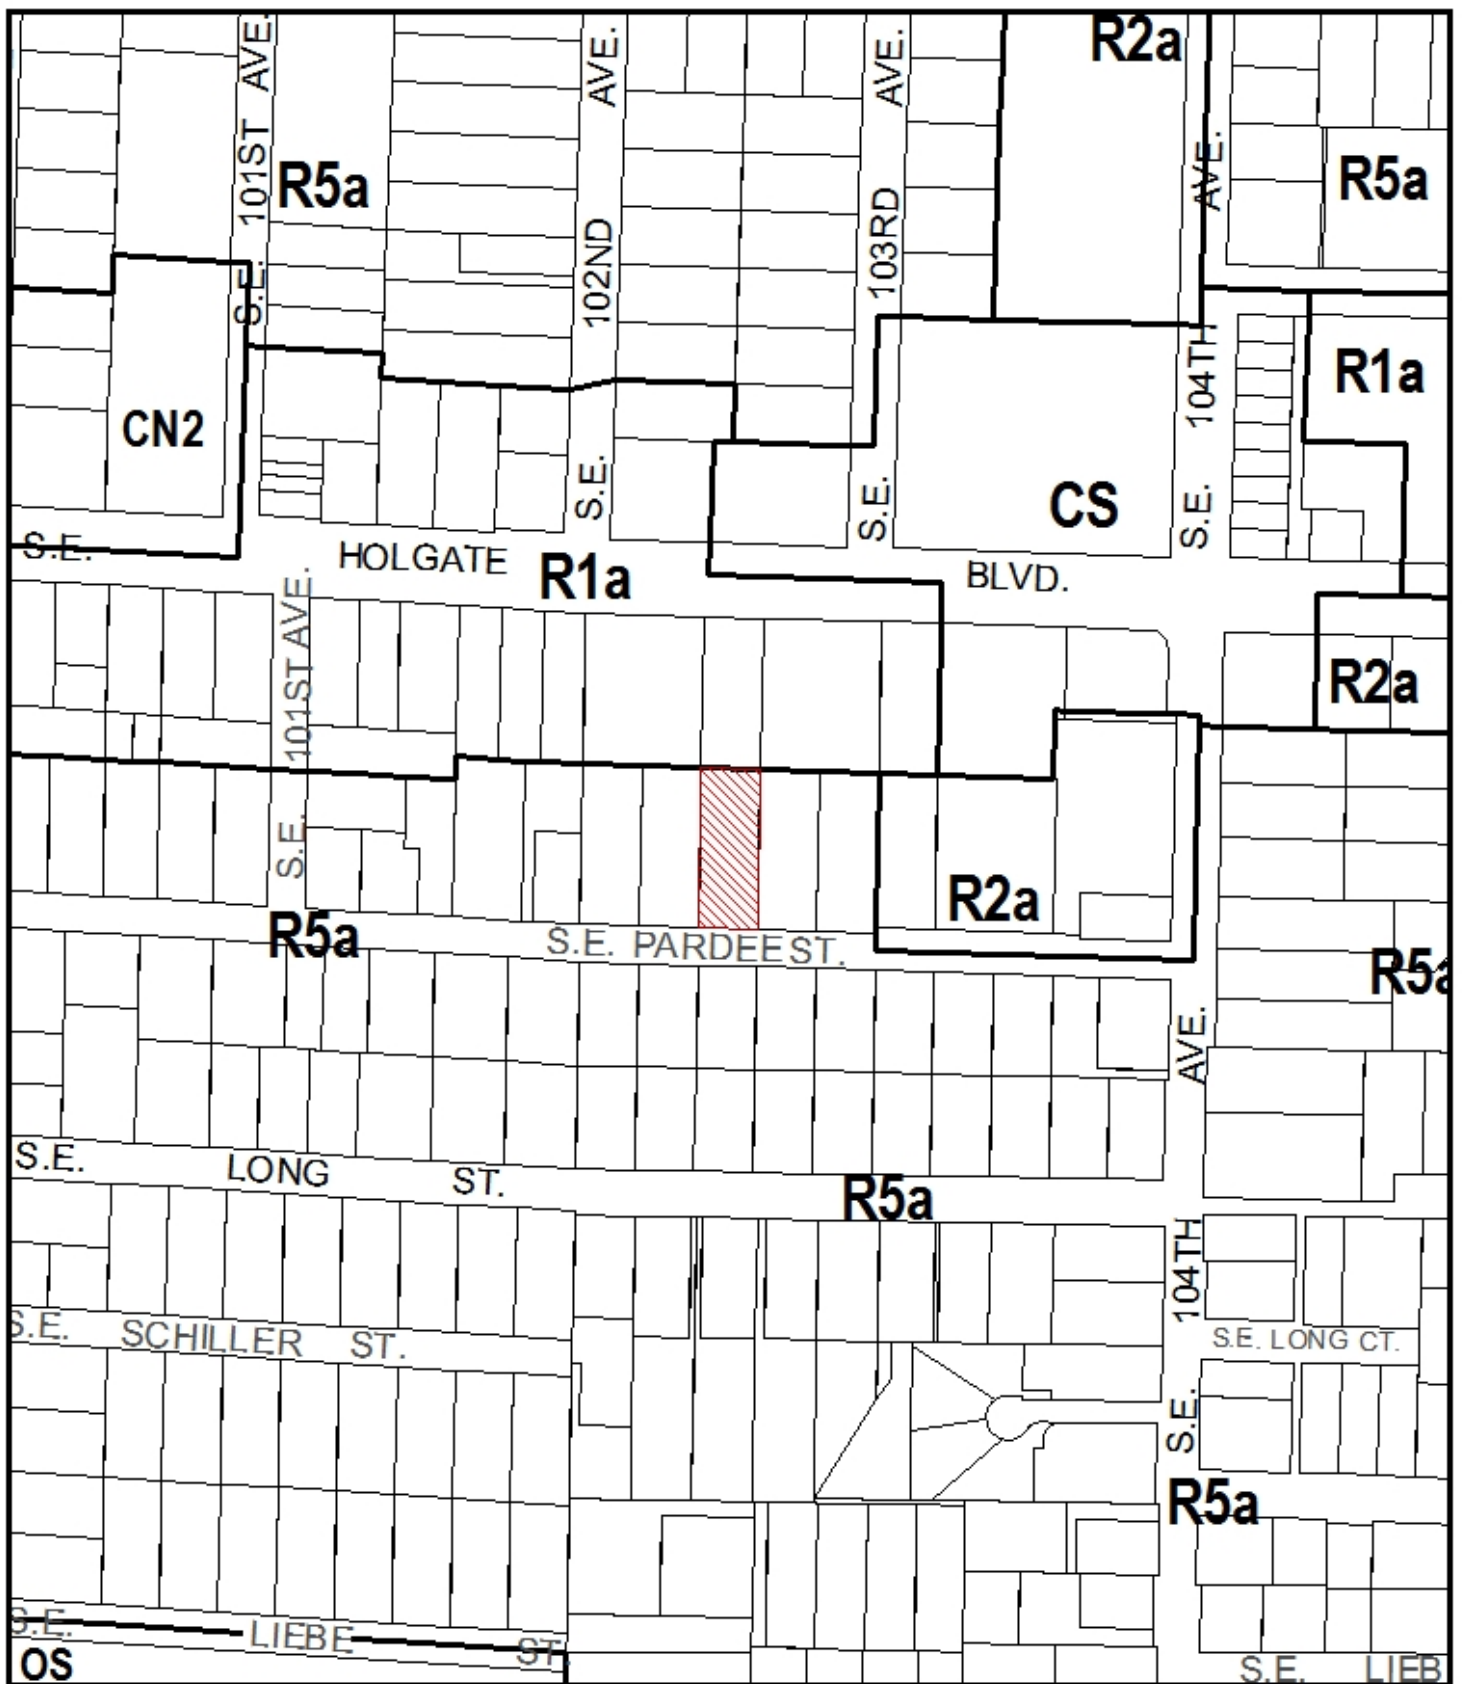 R2a
S.E. 101ST AVE.
S.E. 102ND AVE.
S.E. 103RD AVE.
S.E. 104TH AVE.
R5a
R5a
R1a
CN2
CS
S.E. HOLGATE BLVD.
R1a
S.E. 101ST AVE.
R2a
R2a
R5a
S.E. PARDEE ST.
R5a
S.E. 104TH AVE.
S.E. LONG ST.
R5a
S.E. SCHILLER ST.
S.E. LONG CT.
R5a
S.E. LIEBE ST.
OS
S.E. LIEB